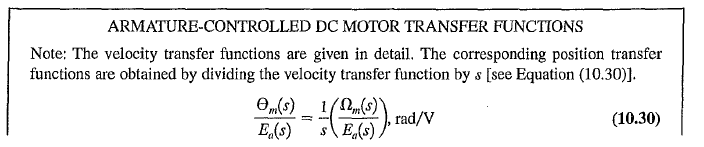 ARMATURE-CONTROLLED DC MOTOR TRANSFER FUNCTIONS
Note: The velocity transfer functions are given in detail. The corresponding position transfer
functions are obtained by dividing the velocity transfer function by s [see Equation (10.30)].
Θm(s)/Ea(s) = 1/s (Ωm(s)/Ea(s)), rad/V (10.30)